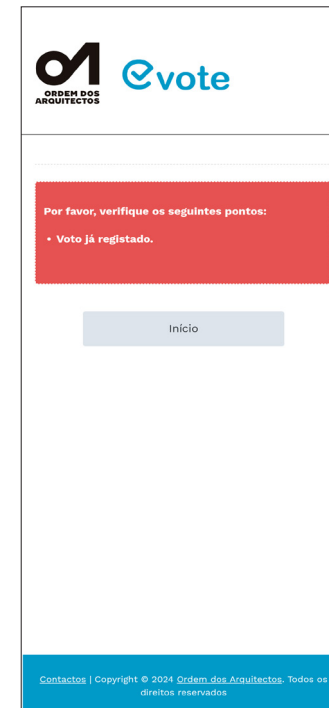 OA
ORDEM DOS
ARQUITECTOS
evote
Por favor, verifique os seguintes pontos:
• Voto já registado.
Início
Contactos | Copyright © 2024 Ordem dos Arquitectos. Todos os
direitos reservados